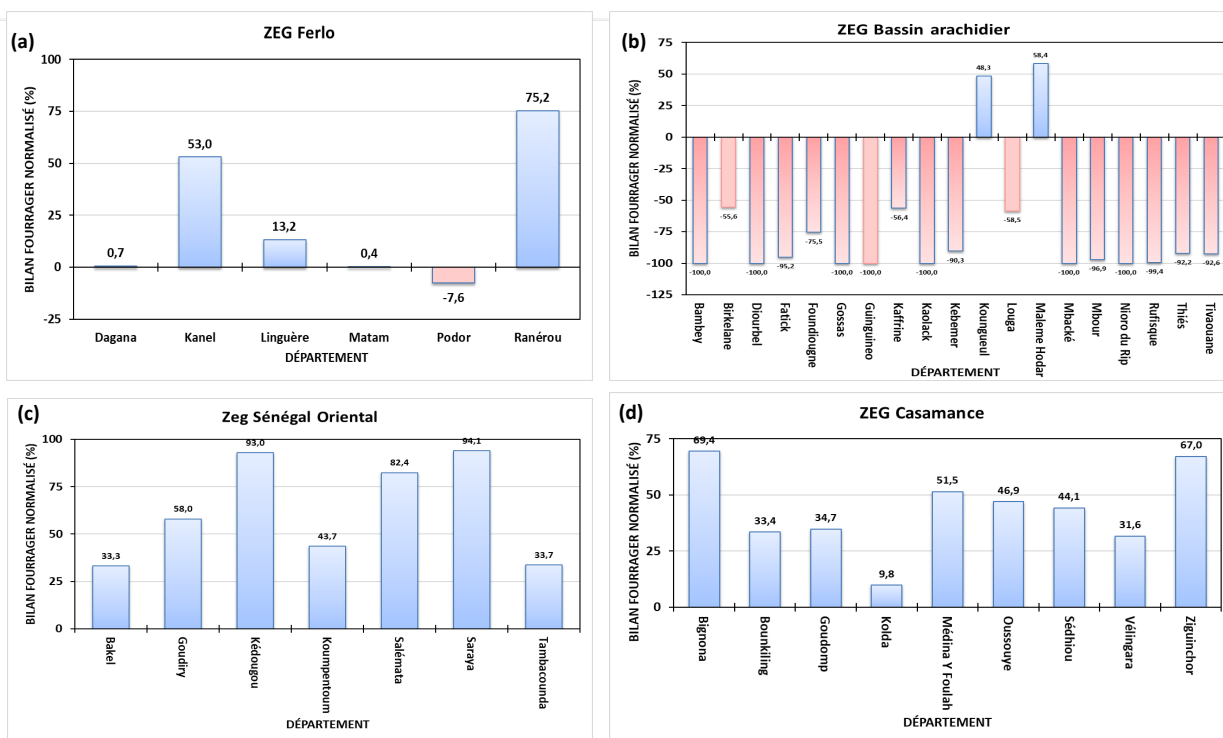 (a)
ZEG Ferlo
BILAN FOURRAGER NORMALISÉ (%)
100
75
50
25
0
-25
0,7
53,0
13,2
0,4
-7,6
75,2
Dagana Kanel Linguère Matam Podor Ranérou
DÉPARTEMENT
(b)
ZEG Bassin arachidier
BILAN FOURRAGER NORMALISÉ (%)
75
50
25
0
-25
-50
-75
-100
-125
-100,0
-55,6
-100,0
-95,2
-75,5
-100,0
-100,0
-56,4
-100,0
-90,3
48,3
-58,5
58,4
-100,0
-96,9
-100,0
-99,4
-92,2
-92,6
Bambey
Birkelane
Diourbel
Fatick
Foundiougne
Gossas
Guinguineo
Kaffrine
Kaolack
Kebemer
Koungueul
Louga
Maleme Hodar
Mbacké
Mbour
Nioro du Rip
Rufisque
Thiés
Tivaouane
DÉPARTEMENT
(c)
Zeg Sénégal Oriental
BILAN FOURRAGER NORMALISÉ (%)
100
75
50
25
0
33,3
58,0
93,0
43,7
82,4
94,1
33,7
Bakel
Goudiry
Kédougou
Koumpentoum
Salémata
Saraya
Tambacounda
DÉPARTEMENT
(d)
ZEG Casamance
BILAN FOURRAGER NORMALISÉ (%)
75
50
25
0
69,4
33,4
34,7
9,8
51,5
46,9
44,1
31,6
67,0
Bignona
Bounkiling
Goudomp
Kolda
Médina Y Foulah
Oussouye
Sédhiou
Vélingara
Ziguinchor
DÉPARTEMENT